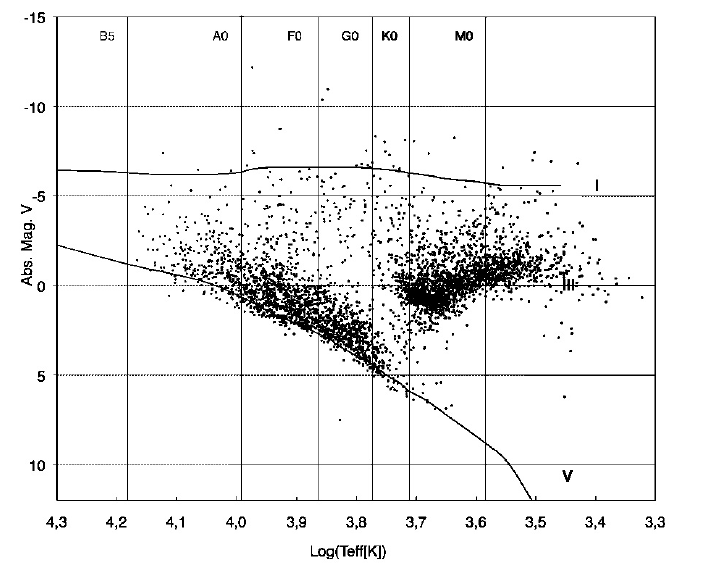 -15
B5 A0 F0 G0 K0 M0
-10
I
-5
Abs. Mag. V
0
III
5
10
V
4,3 4,2 4,1 4,0 3,9 3,8 3,7 3,6 3,5 3,4 3,3
Log(Teff[K])